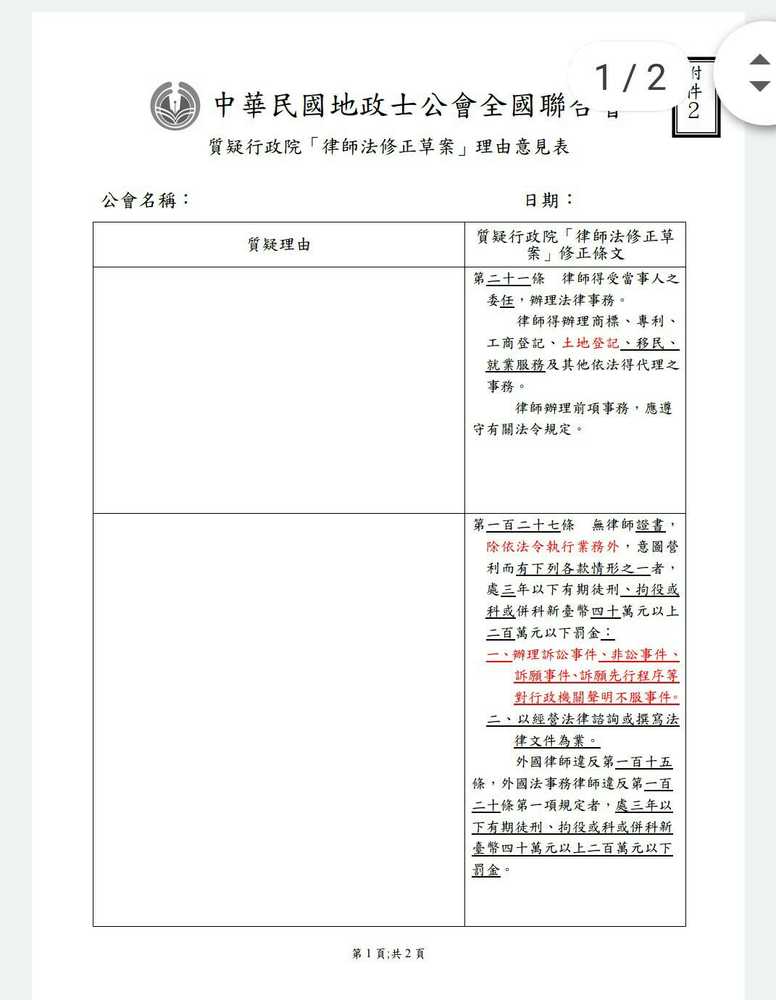 1 / 2
附
件
2
中華民國地政士公會全國聯合會
質疑行政院「律師法修正草案」理由意見表
公會名稱：
日期：
質疑理由
質疑行政院「律師法修正草
案」修正條文
第二十一條　律師得受當事人之
委任，辦理法律事務。
律師得辦理商標、專利、
工商登記、土地登記、移民、
就業服務及其他依法得代理之
事務。
律師辦理前項事務，應遵
守有關法令規定。
第一百二十七條　無律師證書，
除依法令執行業務外，意圖營
利而有下列各款情形之一者，
處三年以下有期徒刑、拘役或
科或併科新臺幣四十萬元以上
二百萬元以下罰金：
一、辦理訴訟事件、非訟事件、
訴願事件、訴願先行程序等
對行政機關聲明不服事件。
二、以經營法律諮詢或撰寫法
律文件為業。
外國律師違反第一百十五
條，外國法事務律師違反第一百
二十條第一項規定者，處三年以
下有期徒刑、拘役或科或併科新
臺幣四十萬元以上二百萬元以下
罰金。
第 1 頁;共 2 頁